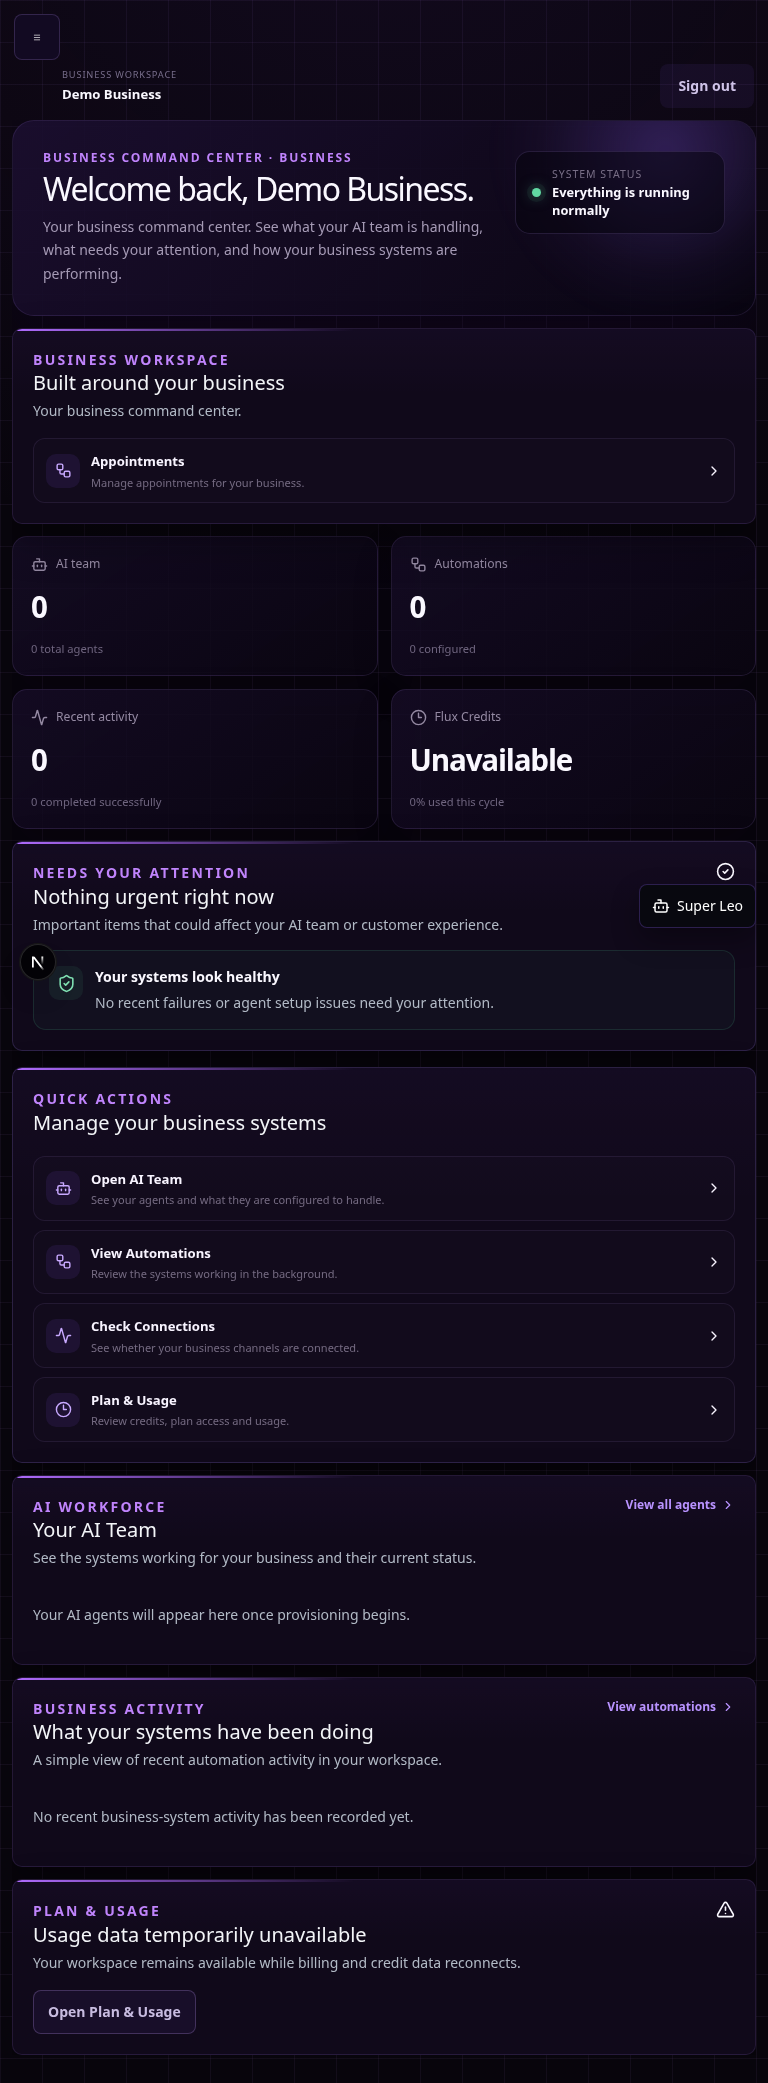 BUSINESS WORKSPACE
Demo Business
Sign out
BUSINESS COMMAND CENTER · BUSINESS
Welcome back, Demo Business.
Your business command center. See what your AI team is handling,
what needs your attention, and how your business systems are
performing.
SYSTEM STATUS
Everything is running
normally
BUSINESS WORKSPACE
Built around your business
Your business command center.
Appointments
Manage appointments for your business.
AI team
0
0 total agents
Automations
0
0 configured
Recent activity
0
0 completed successfully
Flux Credits
Unavailable
0% used this cycle
NEEDS YOUR ATTENTION
Nothing urgent right now
Important items that could affect your AI team or customer experience.
Super Leo
N
Your systems look healthy
No recent failures or agent setup issues need your attention.
QUICK ACTIONS
Manage your business systems
Open AI Team
See your agents and what they are configured to handle.
View Automations
Review the systems working in the background.
Check Connections
See whether your business channels are connected.
Plan & Usage
Review credits, plan access and usage.
AI WORKFORCE
View all agents
Your AI Team
See the systems working for your business and their current status.
Your AI agents will appear here once provisioning begins.
BUSINESS ACTIVITY
View automations
What your systems have been doing
A simple view of recent automation activity in your workspace.
No recent business-system activity has been recorded yet.
PLAN & USAGE
Usage data temporarily unavailable
Your workspace remains available while billing and credit data reconnects.
Open Plan & Usage